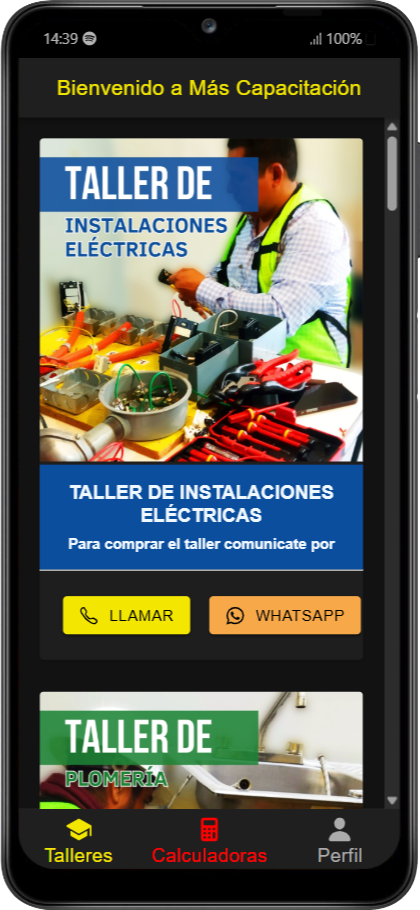 14:39
100%
Bienvenido a Más Capacitación
TALLER DE
INSTALACIONES
ELÉCTRICAS
TALLER DE INSTALACIONES
ELÉCTRICAS
Para comprar el taller comunicate por
LLAMAR
WHATSAPP
TALLER DE
PLOMERÍA
Talleres
Calculadoras
Perfil